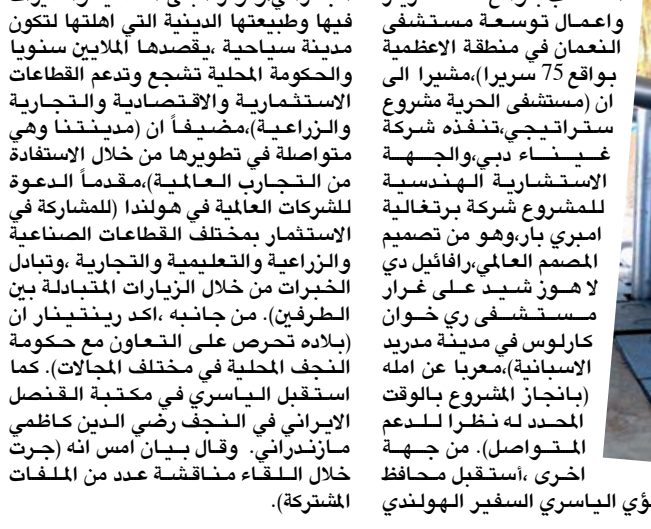 واعمال توسعة مستشفى
النعمان في منطقة الاعظمية
بواقع 75 سريرا)،مشيرا الى
ان (مستشفى الحرية مشروع
ستراتيجي،تنفذه شركة
غيناء دبي،والجهة
الاستشارية الهندسية
للمشروع شركة برتغالية
امبري بار،وهو من تصميم
المصمم العالمي،رافائيل دي
لا هوز شيد على غرار
مستشفى ري خوان
كارلوس في مدينة مدريد
الاسبانية)،معربا عن امله
(بانجاز المشروع بالوقت
المحدد له نظرا للدعم
المتواصل). من جهة
اخرى ،أستقبل محافظ
ؤي الياسري السفير الهولندي
فيها وطبيعتها الدينية التي اهلتها لتكون
مدينة سياحية ،يقصدها الملايين سنويا
والحكومة المحلية تشجع وتدعم القطاعات
الاستثمارية والاقتصادية والتجارية
والزراعية)،مضيفاً ان (مدينتنا وهي
متواصلة في تطويرها من خلال الاستفادة
من التجارب العالمية)،مقدماً الدعوة
للشركات العالمية في هولندا (للمشاركة في
الاستثمار بمختلف القطاعات الصناعية
والزراعية والتعليمية والتجارية ،وتبادل
الخبرات من خلال الزيارات المتبادلة بين
الطرفين). من جانبه ،اكد رينتينار ان
(بلاده تحرص على التعاون مع حكومة
النجف المحلية في مختلف المجالات). كما
استقبل الياسري في مكتبة القنصل
الايراني في النجف رضي الدين كاظمي
مازندراني. وقال بيان امس انه (جرت
خلال اللقاء مناقشة عدد من الملفات
المشتركة).